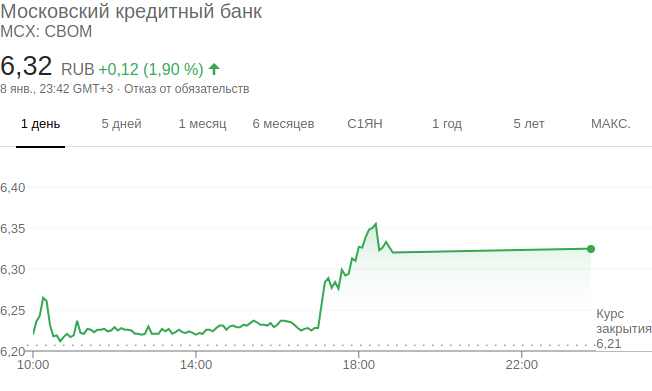 Московский кредитный банк
MCX: CBOM
6,32 RUB +0,12 (1,90 %)
8 янв., 23:42 GMT+3 · Отказ от обязательств
1 день 5 дней 1 месяц 6 месяцев С1ЯН 1 год 5 лет МАКС.
6,40
6,35
6,30
6,25
Курс
закрытия
6,21
6,20
10:00 14:00 18:00 22:00